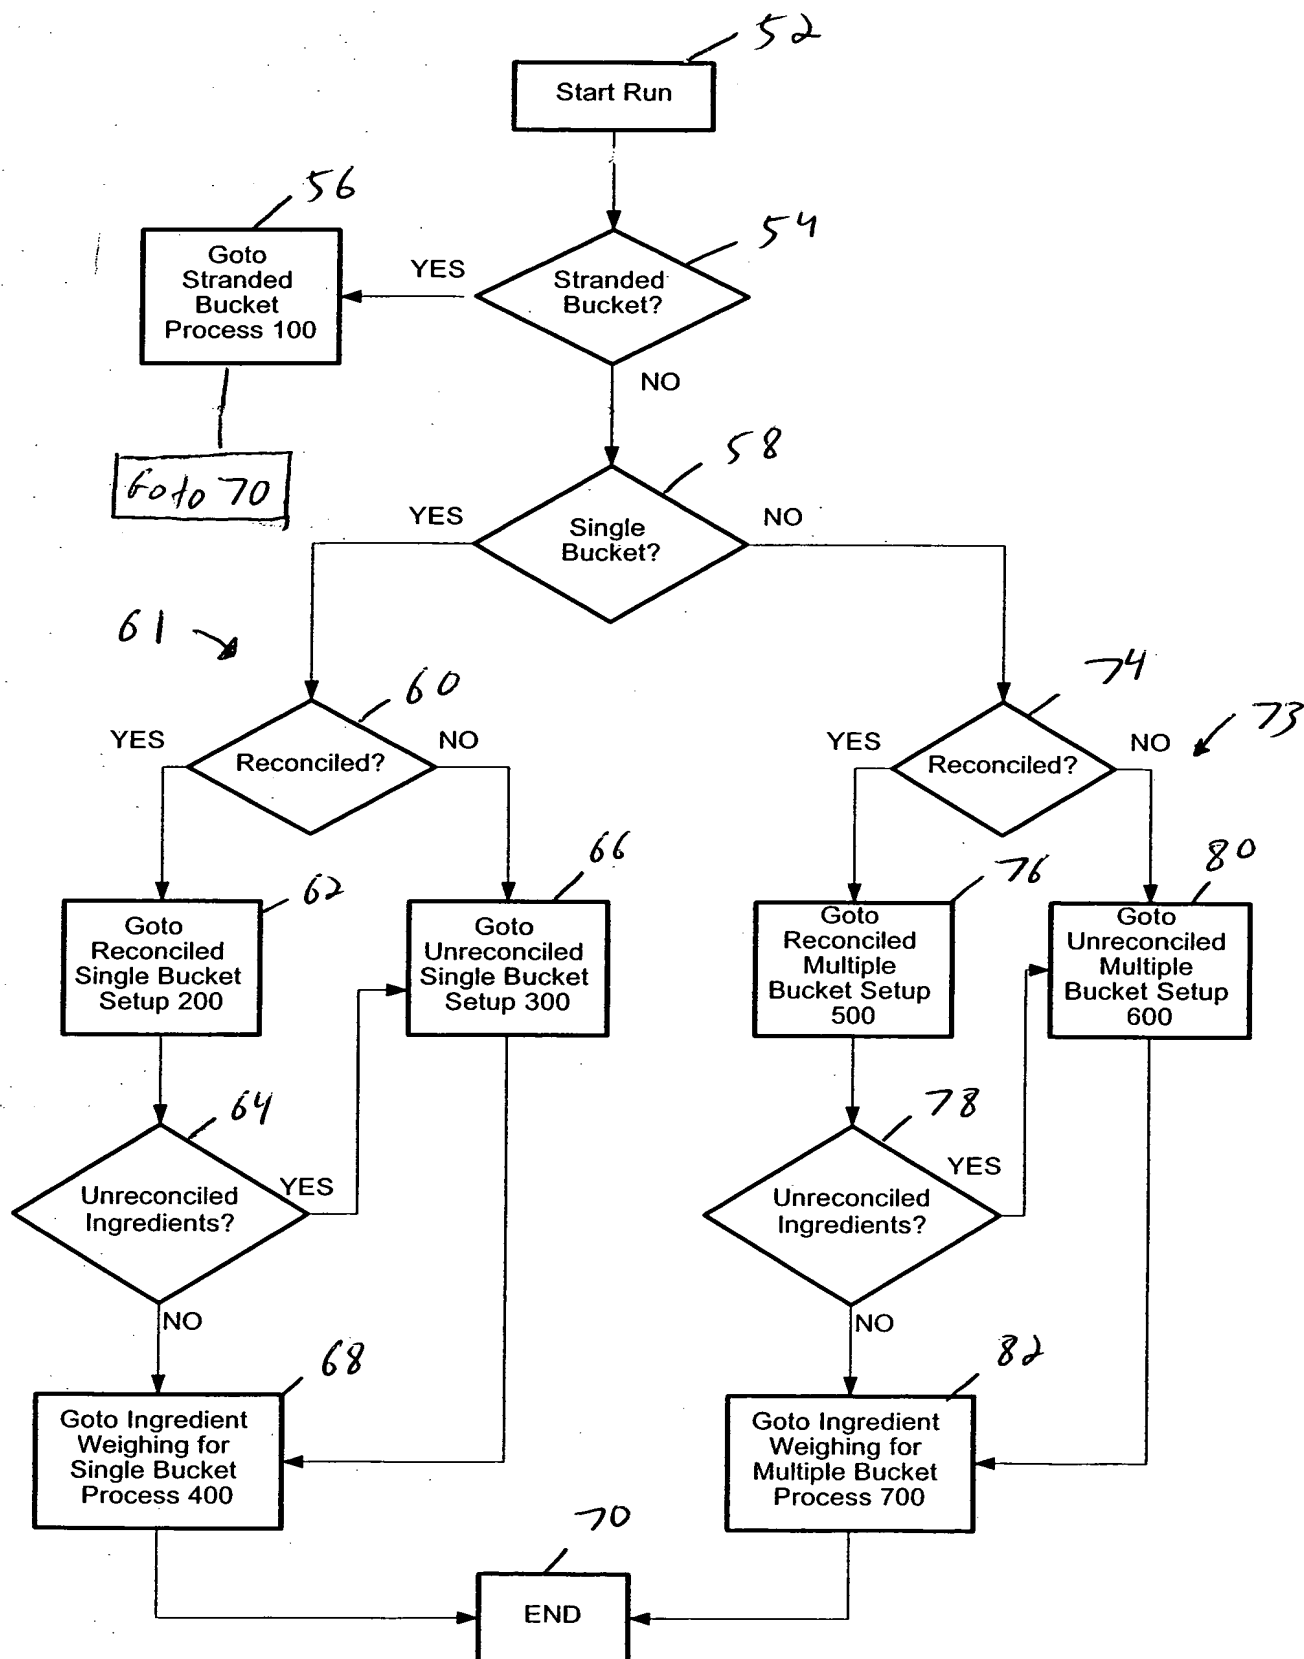 52
Start Run
56
54
Goto
Stranded
Bucket
Process 100
YES
Stranded
Bucket?
NO
58
Goto 70
YES
NO
Single
Bucket?
61
60
74
73
YES
NO
YES
NO
Reconciled?
Reconciled?
62
66
76
80
Goto
Reconciled
Single Bucket
Setup 200
Goto
Unreconciled
Single Bucket
Setup 300
Goto
Reconciled
Multiple
Bucket Setup
500
Goto
Unreconciled
Multiple
Bucket Setup
600
64
78
Unreconciled
Ingredients?
YES
Unreconciled
Ingredients?
YES
NO
NO
68
82
Goto Ingredient
Weighing for
Single Bucket
Process 400
Goto Ingredient
Weighing for
Multiple Bucket
Process 700
70
END